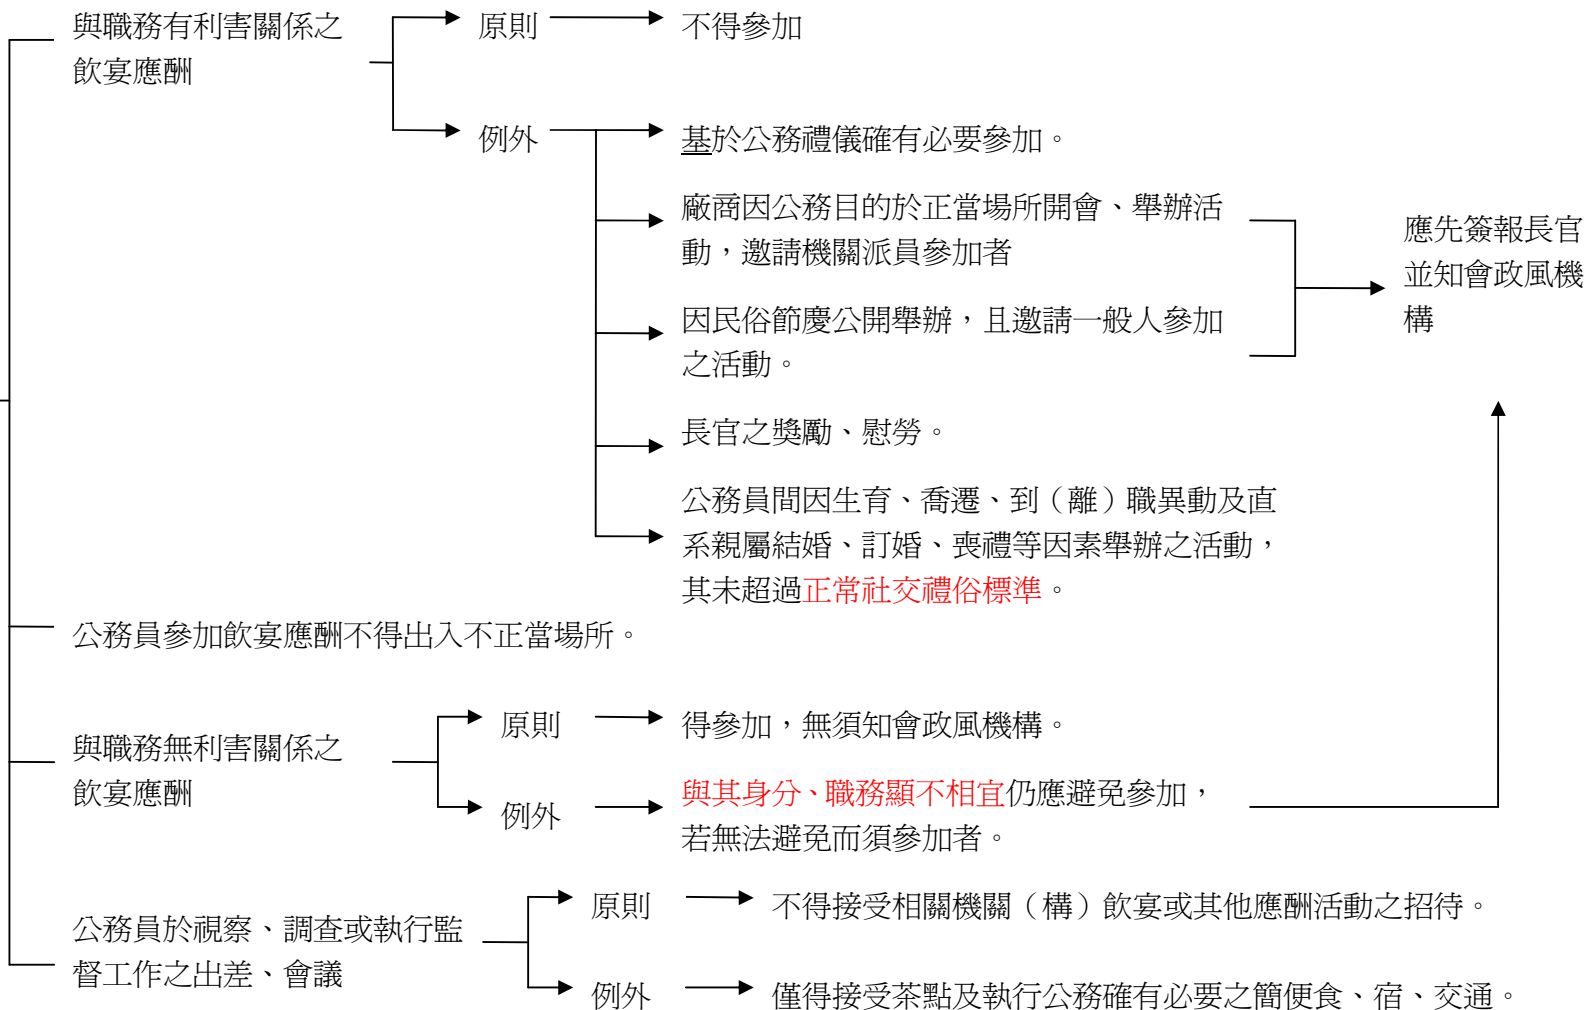 與職務有利害關係之
飲宴應酬
原則
不得參加
例外
基於公務禮儀確有必要參加。
廠商因公務目的於正當場所開會、舉辦活
動，邀請機關派員參加者
因民俗節慶公開舉辦，且邀請一般人參加
之活動。
應先簽報長官
並知會政風機
構
長官之獎勵、慰勞。
公務員間因生育、喬遷、到（離）職異動及直
系親屬結婚、訂婚、喪禮等因素舉辦之活動，
其未超過正常社交禮俗標準。
公務員參加飲宴應酬不得出入不正當場所。
與職務無利害關係之
飲宴應酬
原則
得參加，無須知會政風機構。
例外
與其身分、職務顯不相宜仍應避免參加，
若無法避免而須參加者。
公務員於視察、調查或執行監
督工作之出差、會議
原則
不得接受相關機關（構）飲宴或其他應酬活動之招待。
例外
僅得接受茶點及執行公務確有必要之簡便食、宿、交通。